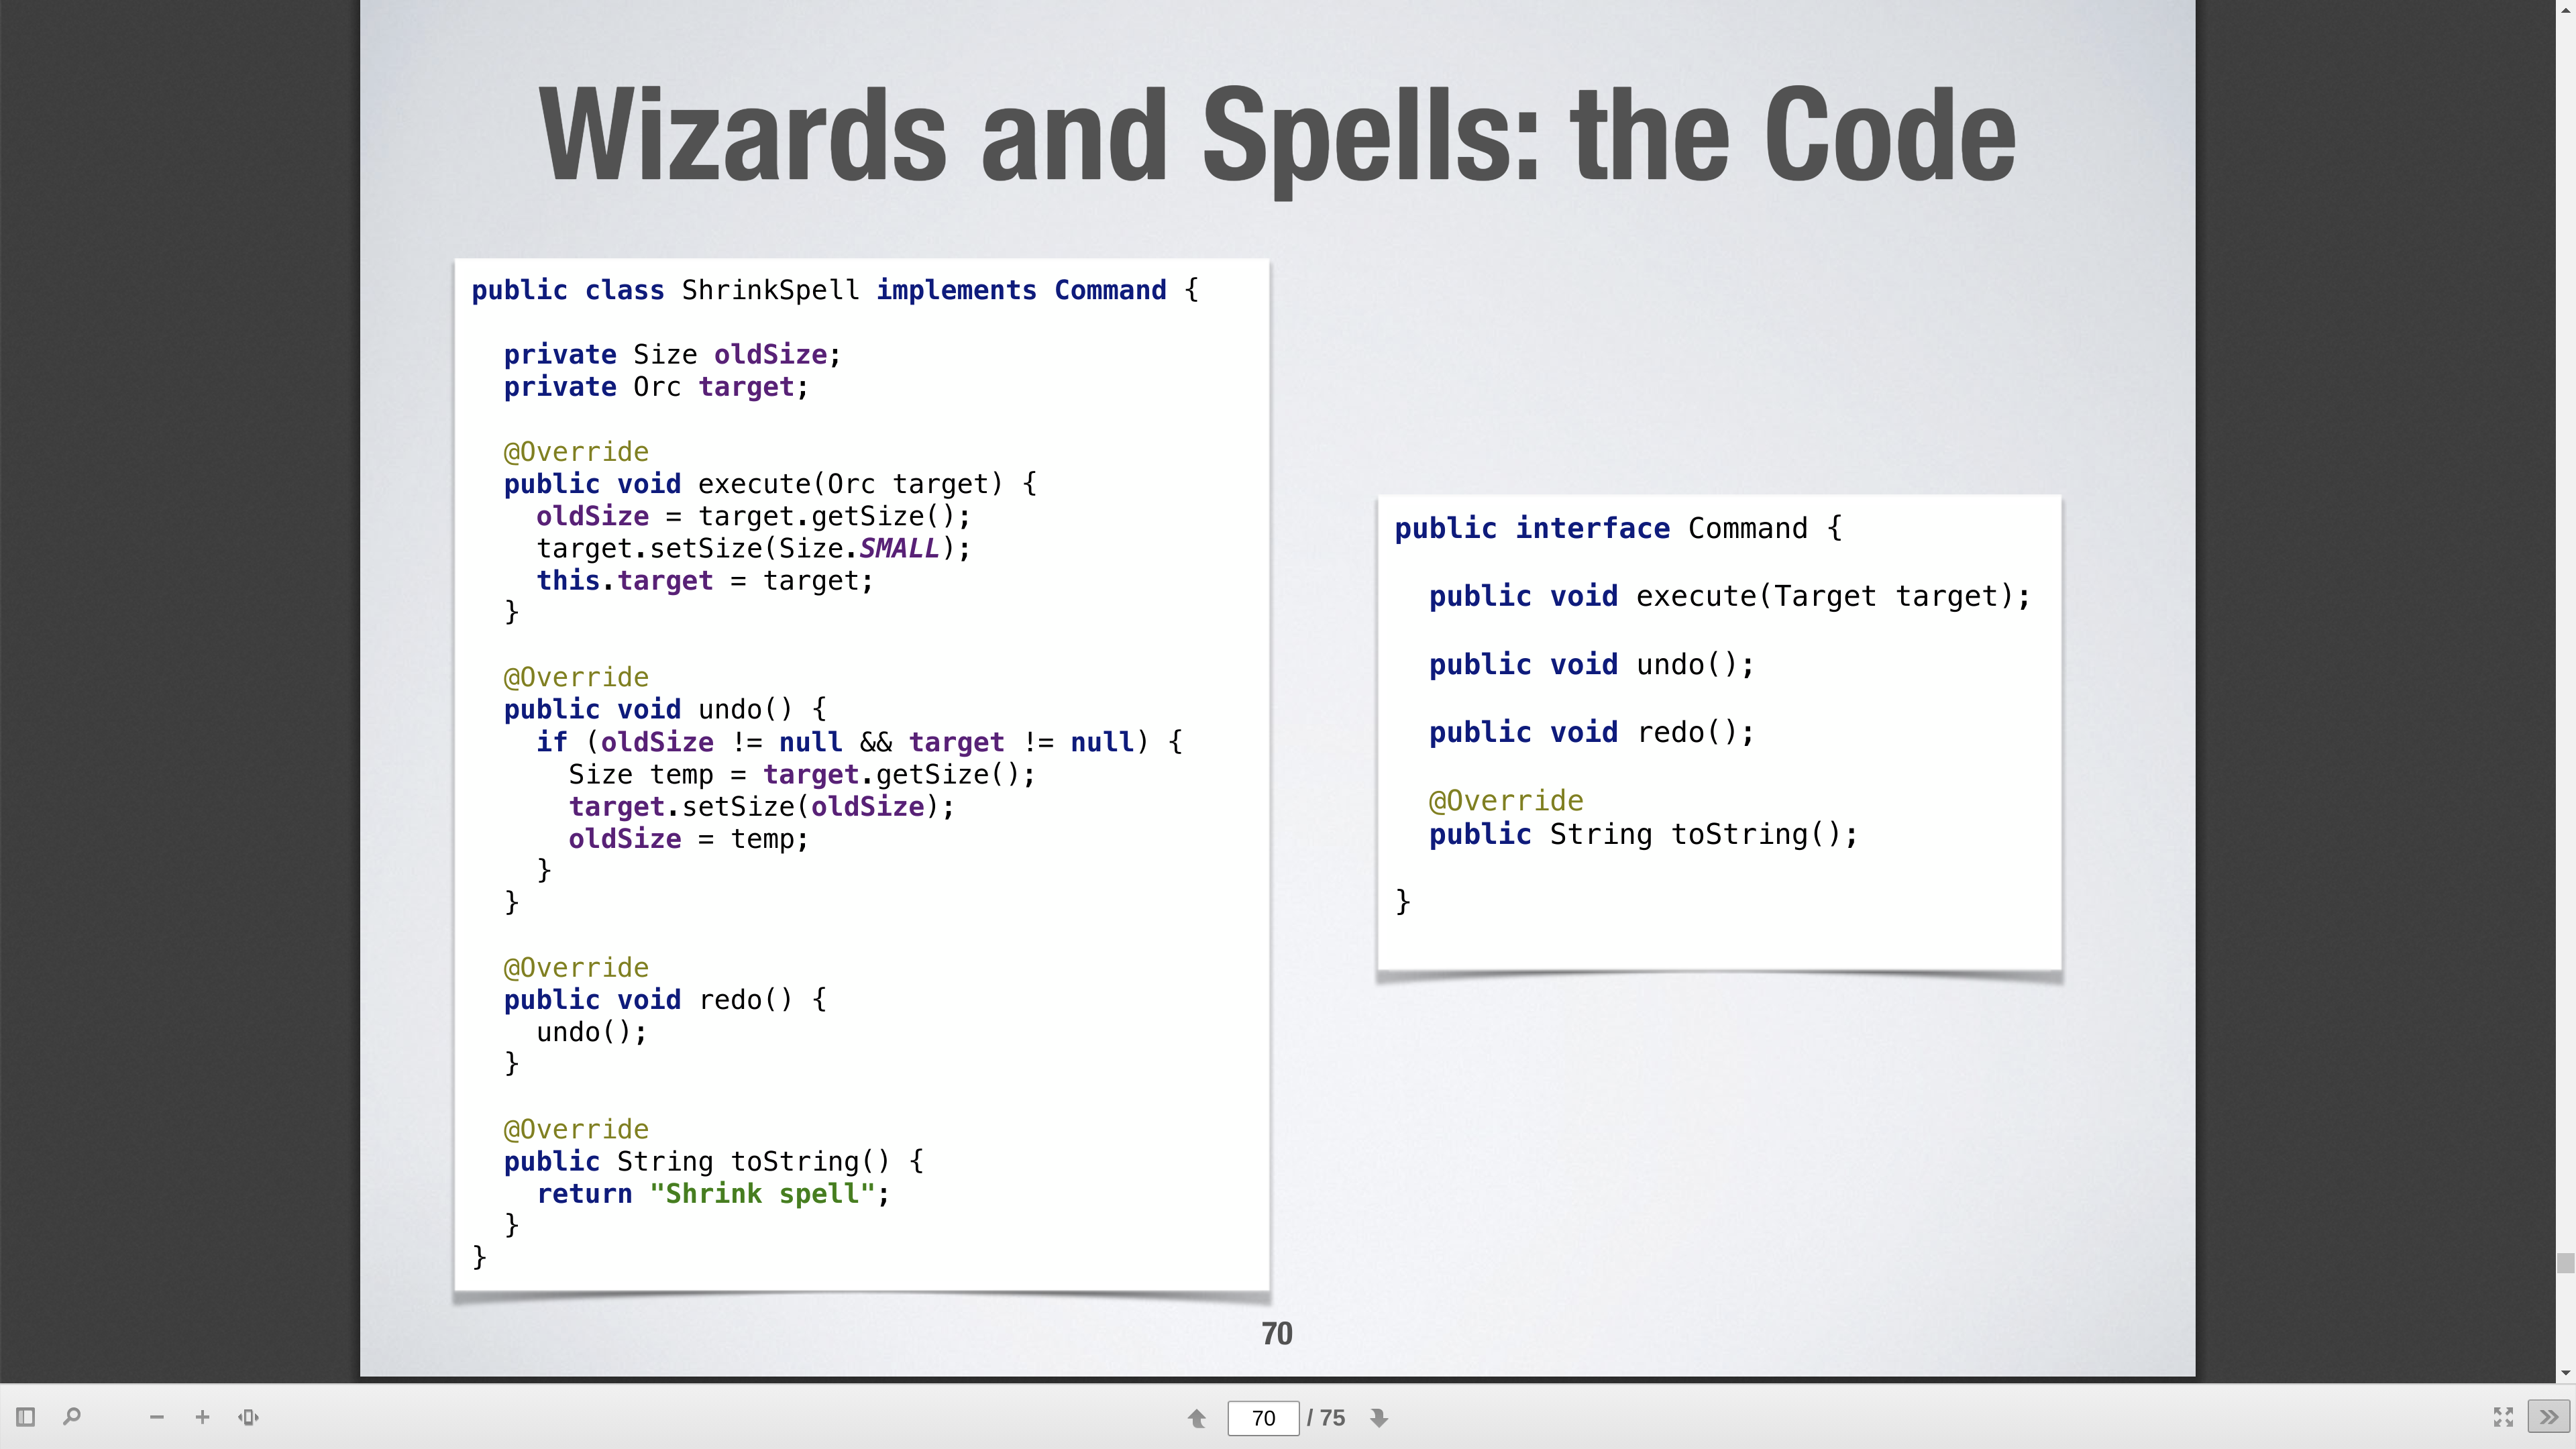 Wizards and Spells: the Code
public class ShrinkSpell implements Command {
private Size oldSize;
private Orc target;
@Override
public void execute(Orc target) {
oldSize = target.getSize();
target.setSize(Size.SMALL);
this.target = target;
}
@Override
public void undo() {
if (oldSize != null && target != null) {
Size temp = target.getSize();
target.setSize(oldSize);
oldSize = temp;
}
}
@Override
public void redo() {
undo();
}
@Override
public String toString() {
return "Shrink spell";
}
}
public interface Command {
public void execute(Target target);
public void undo();
public void redo();
@Override
public String toString();
}
70
70 / 75